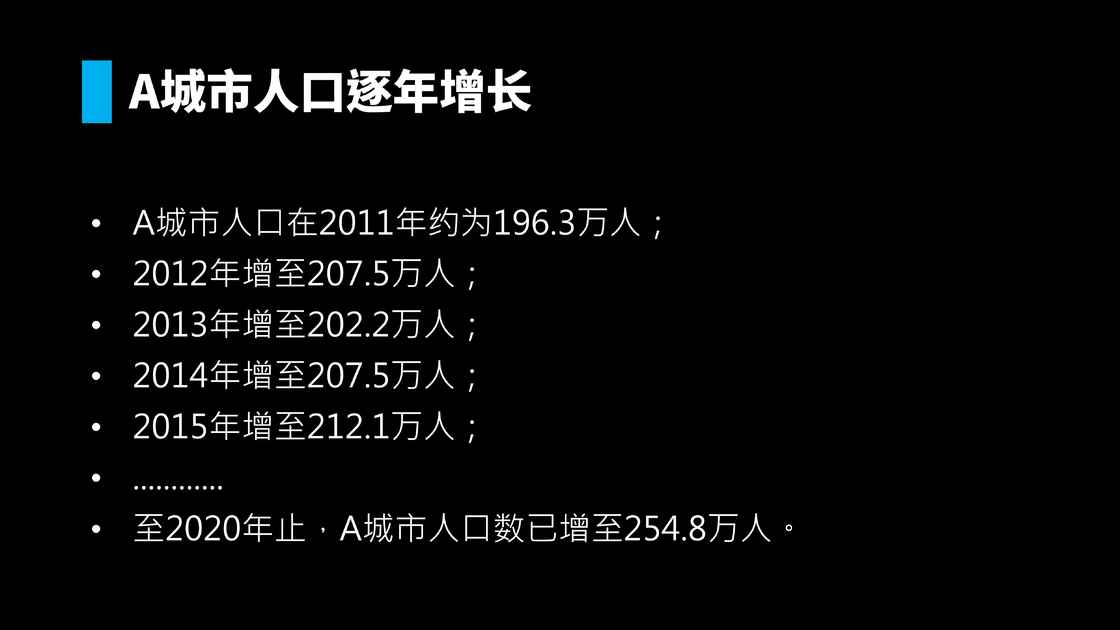 A城市人口逐年增长
• A城市人口在2011年约为196.3万人；
• 2012年增至207.5万人；
• 2013年增至202.2万人；
• 2014年增至207.5万人；
• 2015年增至212.1万人；
• …………
• 至2020年止，A城市人口数已增至254.8万人。